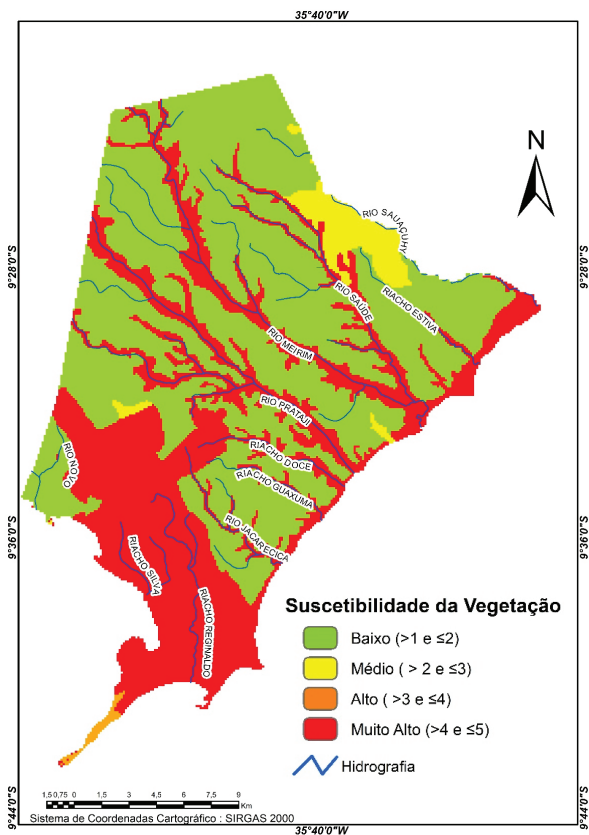 35°40'0"W
N
RIO SAUAÇUHY
9°28'0"S
9°28'0"S
RIO SAÚDE
RIACHO ESTIVA
RIO MEIRIM
RIO PRATAJI
RIACHO DOCE
RIO NOVO
RIACHO GUAXUMA
RIO JACARECICA
9°36'0"S
9°36'0"S
RIACHO SILVA
RIACHO REGINALDO
Suscetibilidade da Vegetação
Baixo (>1 e ≤2)
Médio ( > 2 e ≤3)
Alto (>3 e ≤4)
Muito Alto (>4 e ≤5)
Hidrografia
1,5 0,75 0 1,5 3 4,5 6 7,5 9
Km
Sistema de Coordenadas Cartográfico : SIRGAS 2000
9°44'0"S
9°44'0"S
35°40'0"W